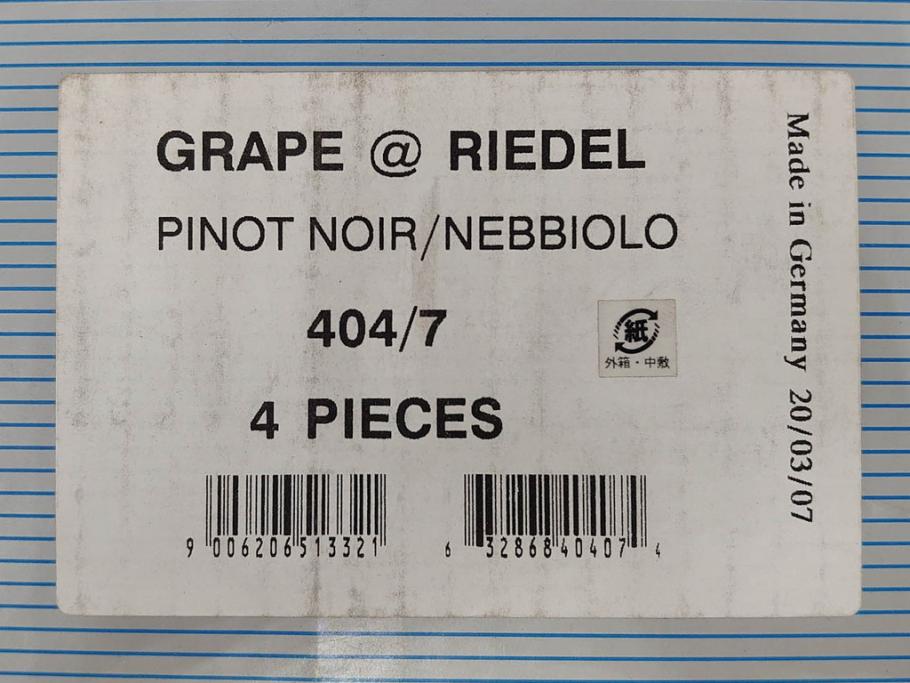 GRAPE @ RIEDEL
PINOT NOIR/NEBBIOLO
404/7
4 PIECES
紙
外箱・中敷
9 006206 513321
6 32868 40407 4
Made in Germany 20/03/07